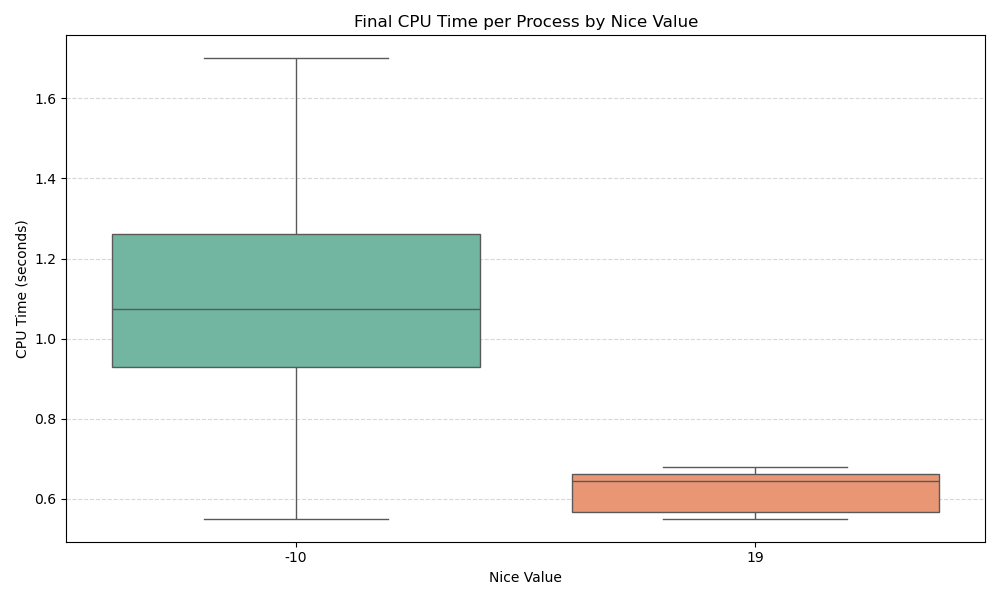 Final CPU Time per Process by Nice Value
CPU Time (seconds)
1.6
1.4
1.2
1.0
0.8
0.6
-10
19
Nice Value